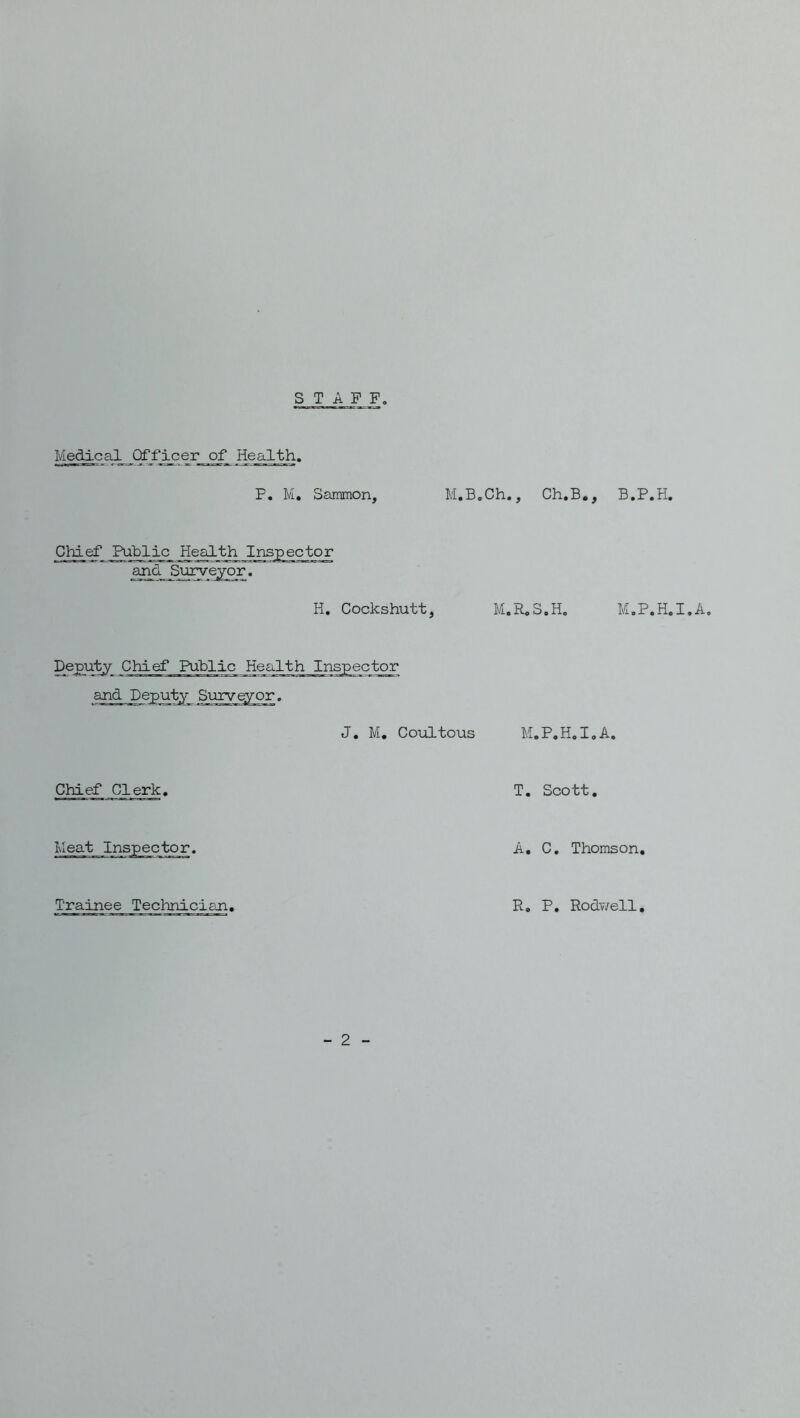 S T A F F.
Medical Officer of Health.
P. M. Sammon, M.B.Ch., Ch.B., B.P.H.
Chief Public Health Inspector
and Surveyor.
H. Cockshutt, M.R.S.H. M.P.H.I.A.
Deputy Chief Public Health Inspector
and Deputy Surveyor.
J. M. Coultous M.P.H.I.A.
Chief Clerk. T. Scott.
Meat Inspector. A. C. Thomson.
Trainee Technician. R. P. Rodwell.
- 2 -